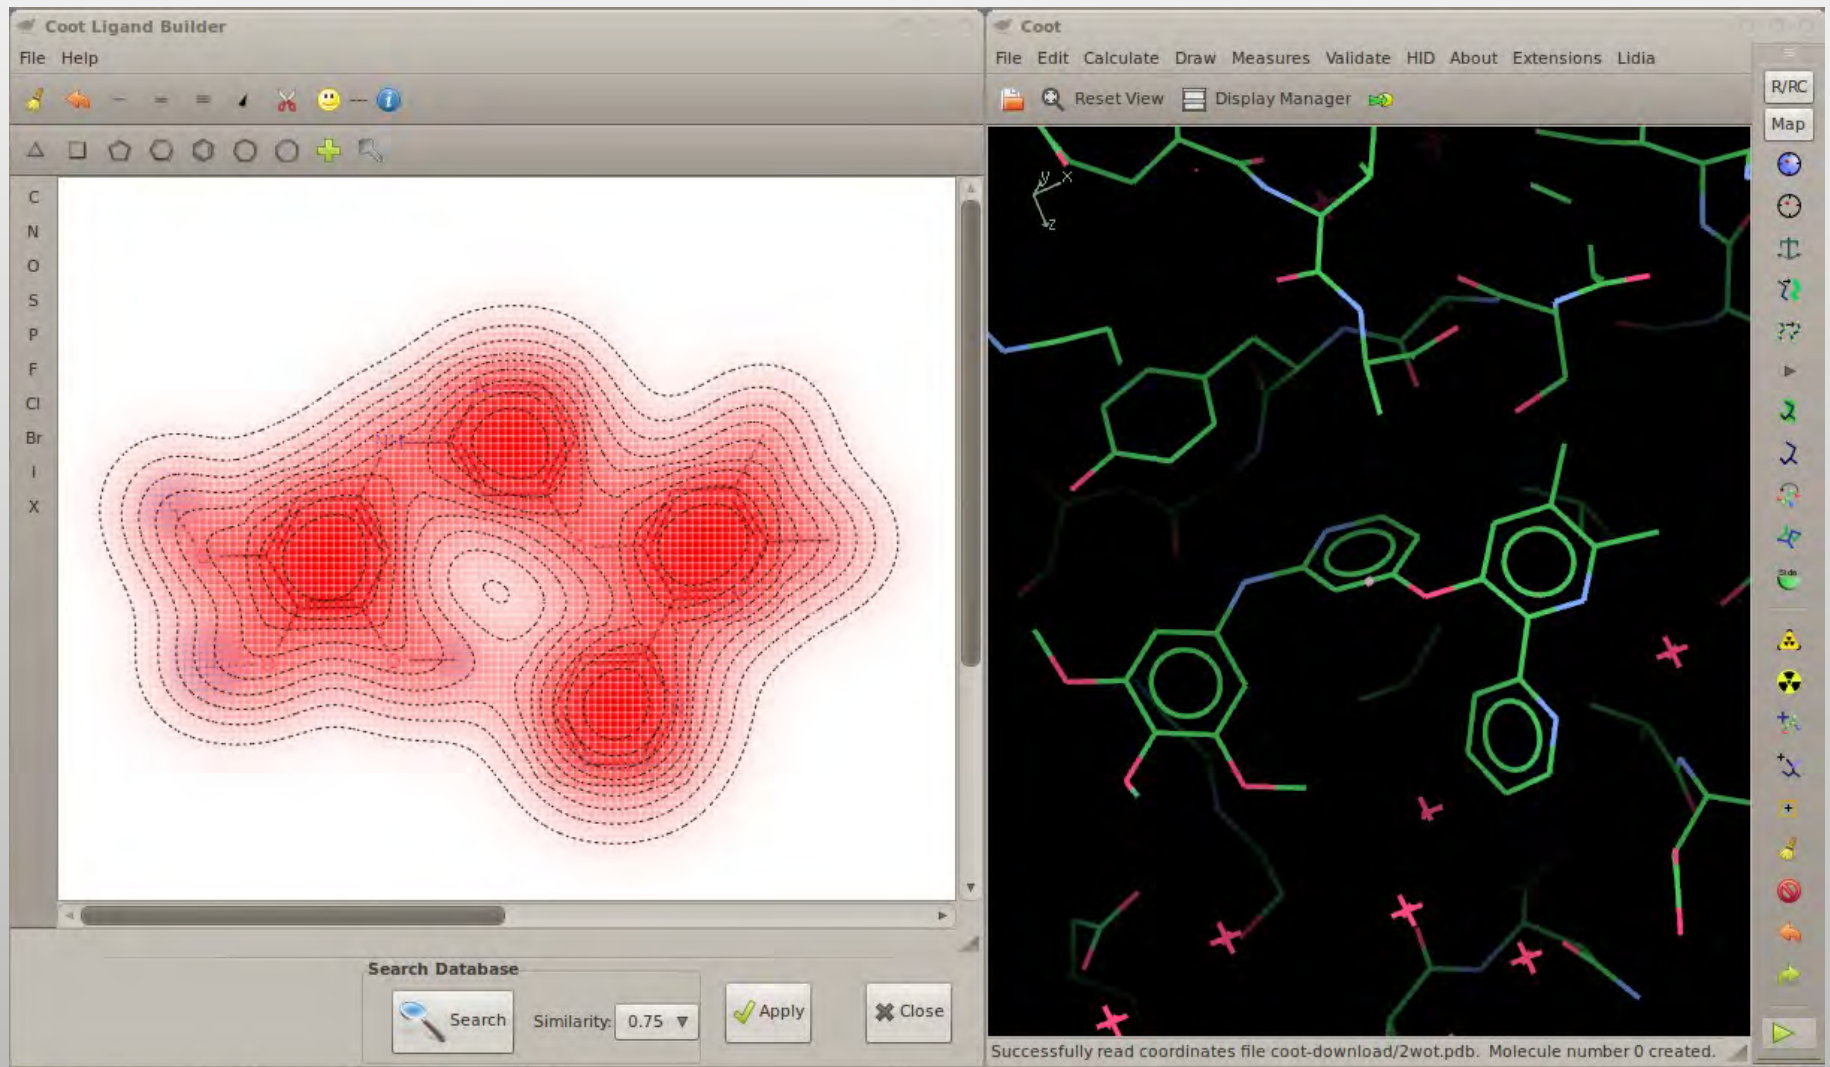 Coot Ligand Builder
File Help
C
N
O
S
P
F
Cl
Br
I
X
NH
Search Database
Search
Similarity: 0.75
Apply
Close
Coot
File Edit Calculate Draw Measures Validate HID About Extensions Lidia
Reset View
Display Manager
R/RC
Map
Side
x
y
z
Successfully read coordinates file coot-download/2wot.pdb. Molecule number 0 created.